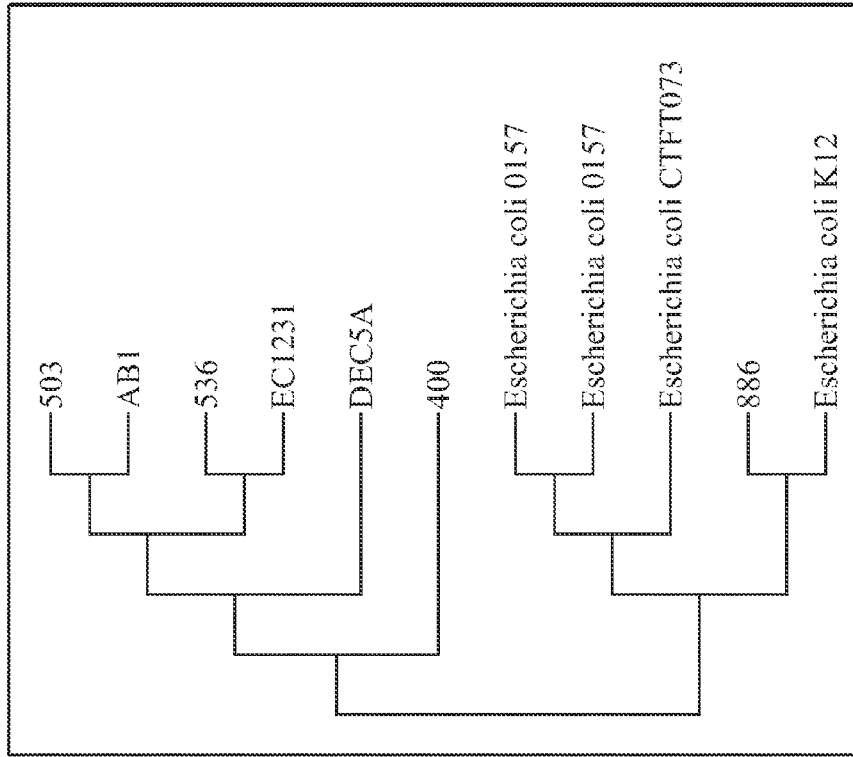 503
AB1
536
EC1231
DEC5A
400
Escherichia coli 0157
Escherichia coli 0157
Escherichia coli CTFT073
886
Escherichia coli K12